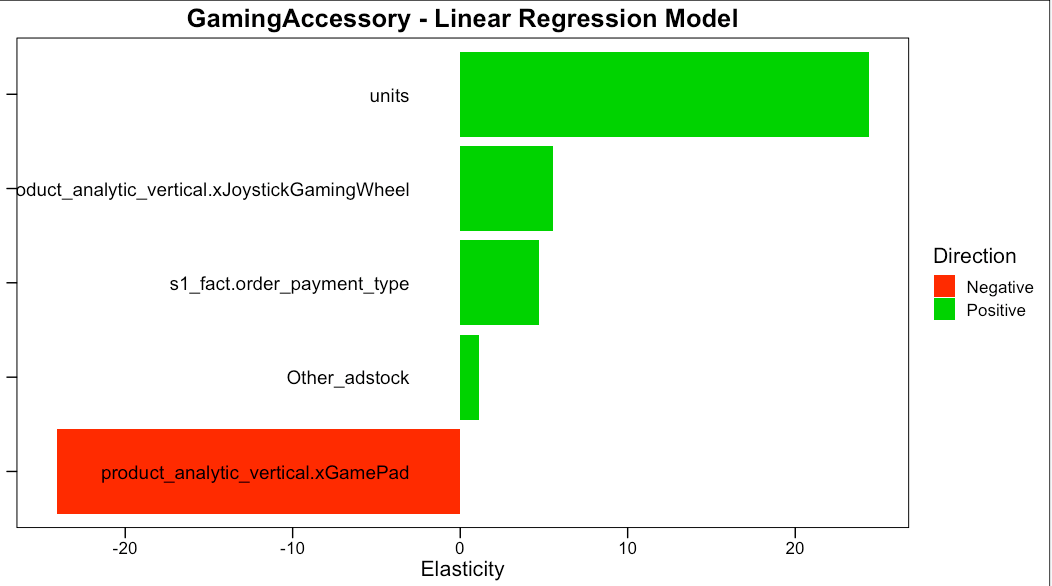 GamingAccessory - Linear Regression Model
units
oduct_analytic_vertical.xJoystickGamingWheel
s1_fact.order_payment_type
Other_adstock
product_analytic_vertical.xGamePad
-20 -10 0 10 20
Elasticity
Direction
Negative
Positive